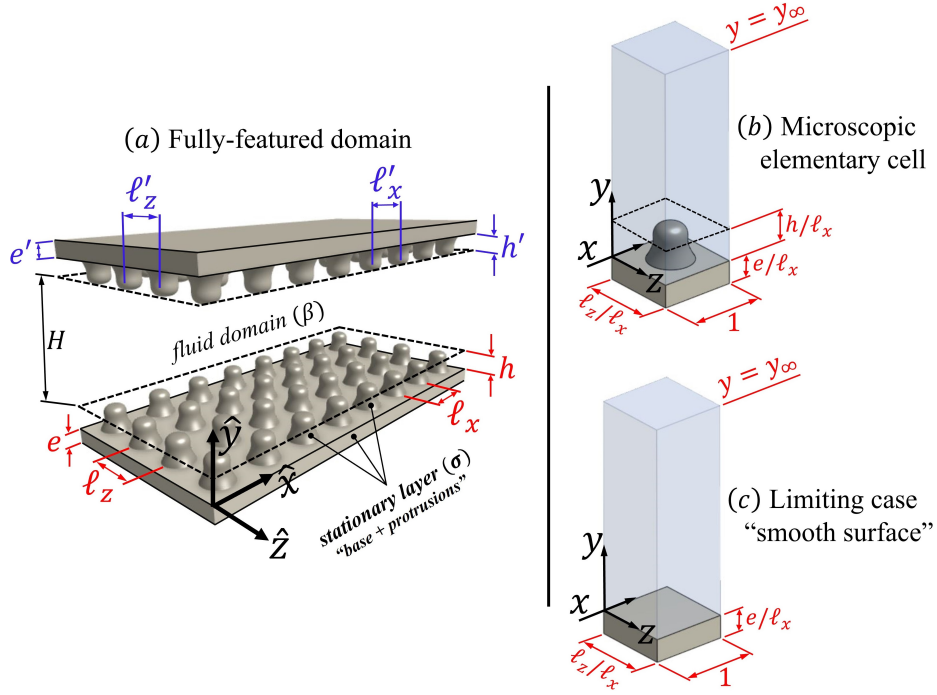 (a) Fully-featured domain
ℓ′z
ℓ′x
e′
h′
H
fluid domain (β)
h
ℓx
e
ℓz
ŷ
x̂
ẑ
stationary layer (σ)
"base + protrusions"
y = y∞
(b) Microscopic
elementary cell
y
x
z
h/ℓx
e/ℓx
ℓz/ℓx
1
y = y∞
(c) Limiting case
“smooth surface”
y
x
z
e/ℓx
ℓz/ℓx
1